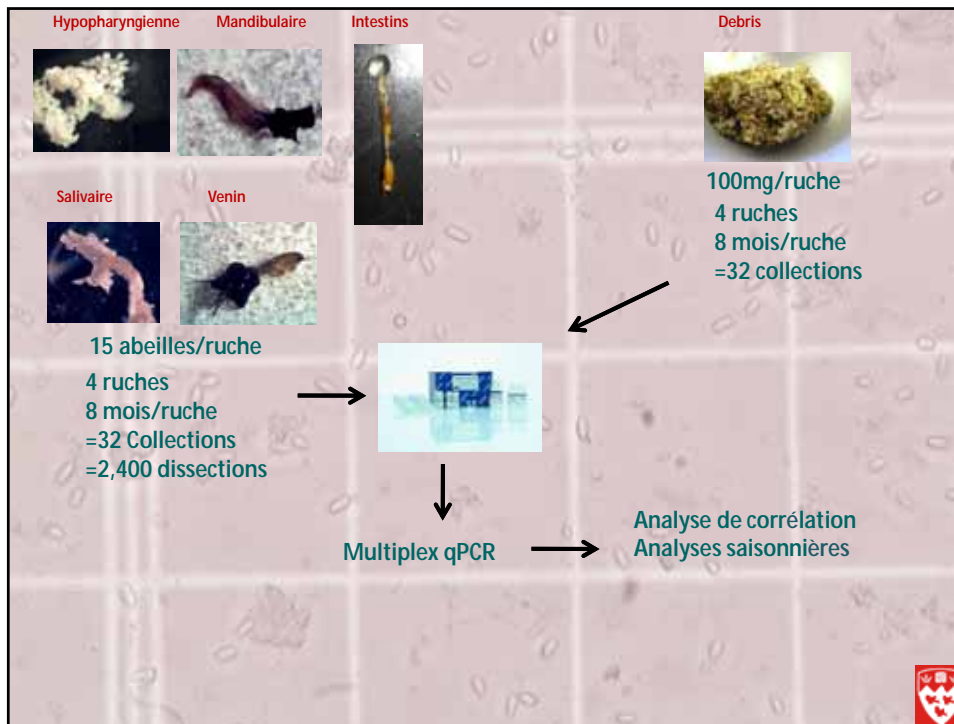 Hypopharyngienne
Mandibulaire
Intestins
Debris
Salivaire
Venin
15 abeilles/ruche
4 ruches
8 mois/ruche
=32 Collections
=2,400 dissections
100mg/ruche
4 ruches
8 mois/ruche
=32 collections
Multiplex qPCR
Analyse de corrélation
Analyses saisonnières